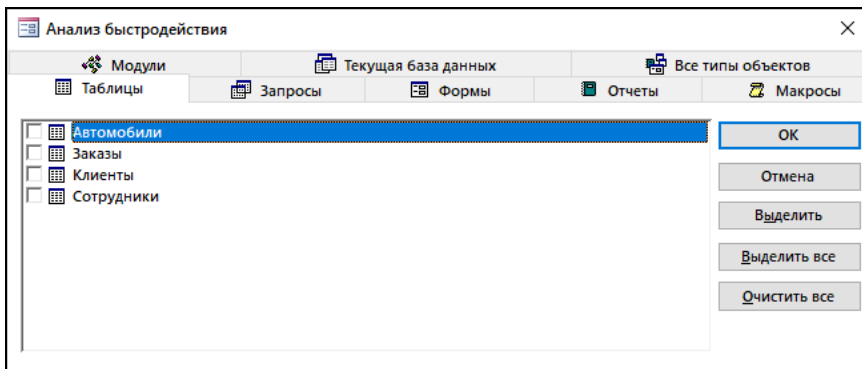 Анализ быстродействия
Модули Текущая база данных Все типы объектов
Таблицы Запросы Формы Отчеты Макросы
Автомобили
Заказы
Клиенты
Сотрудники
ОК
Отмена
Выделить
Выделить все
Очистить все